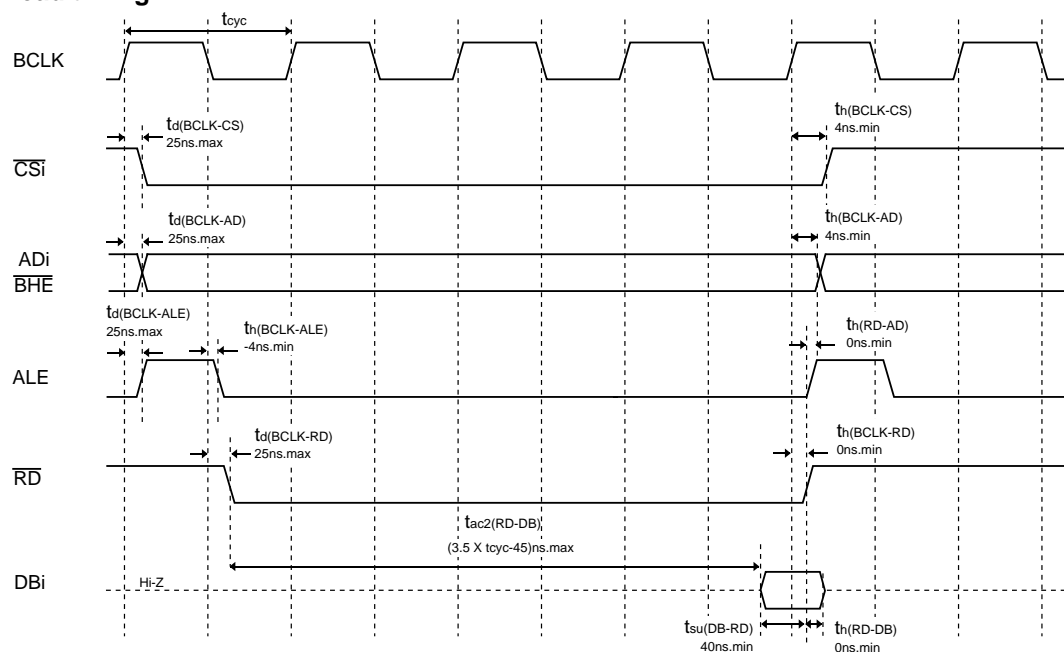 tcyc
BCLK
td(BCLK-CS)
25ns.max
th(BCLK-CS)
4ns.min
CSi
td(BCLK-AD)
25ns.max
th(BCLK-AD)
4ns.min
ADi
BHE
td(BCLK-ALE)
25ns.max
th(BCLK-ALE)
-4ns.min
th(RD-AD)
0ns.min
ALE
td(BCLK-RD)
25ns.max
th(BCLK-RD)
0ns.min
RD
tac2(RD-DB)
(3.5 X tcyc-45)ns.max
DBi
Hi-Z
tsu(DB-RD)
40ns.min
th(RD-DB)
0ns.min